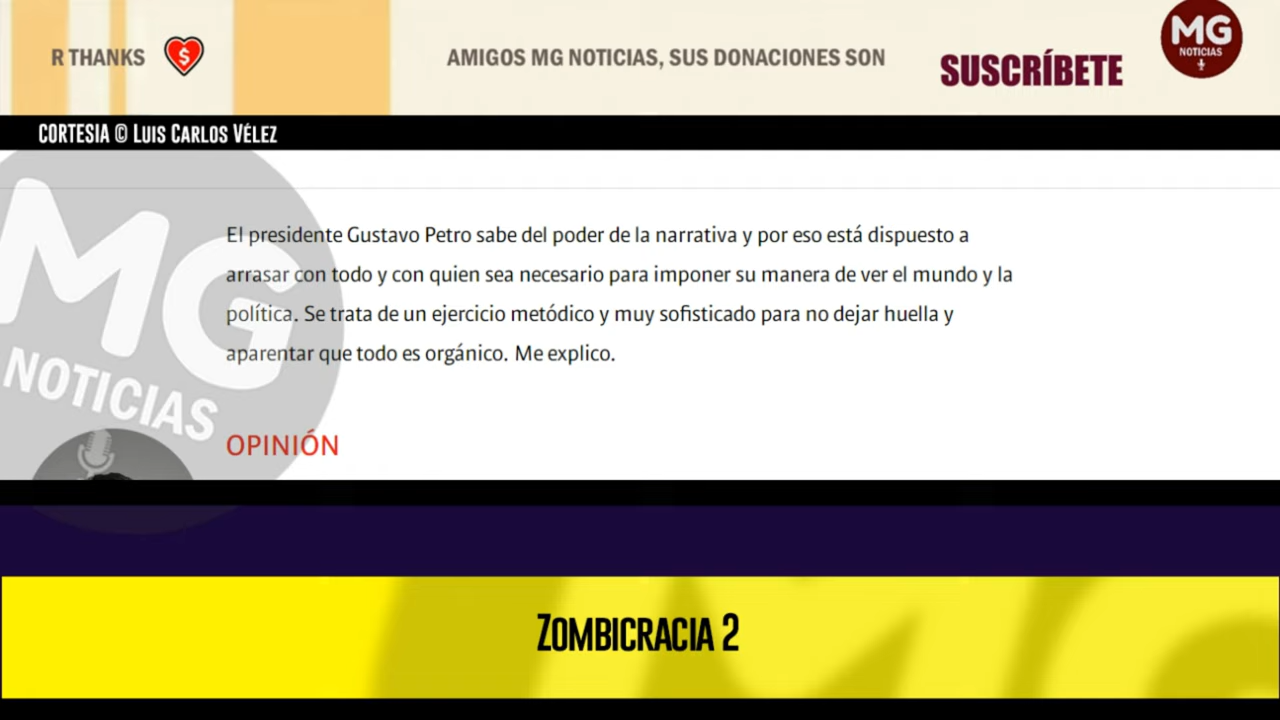 R THANKS
AMIGOS MG NOTICIAS, SUS DONACIONES SON
SUSCRÍBETE
MG
NOTICIAS
CORTESIA © LUIS CARLOS VÉLEZ
El presidente Gustavo Petro sabe del poder de la narrativa y por eso está dispuesto a
arrasar con todo y con quien sea necesario para imponer su manera de ver el mundo y la
política. Se trata de un ejercicio metódico y muy sofisticado para no dejar huella y
aparentar que todo es orgánico. Me explico.
MG
NOTICIAS
OPINIÓN
ZOMBICRACIA 2